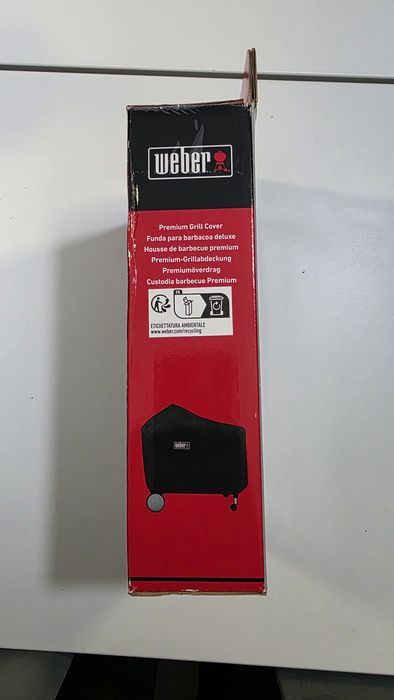 weber
Premium Grill Cover
Funda para barbacoa deluxe
Housse de barbecue premium
Premium-Grillabdeckung
Premiumöverdrag
Custodia barbecue Premium
FR
ETICHETTATURA AMBIENTALE
www.weber.com/recycling
weber